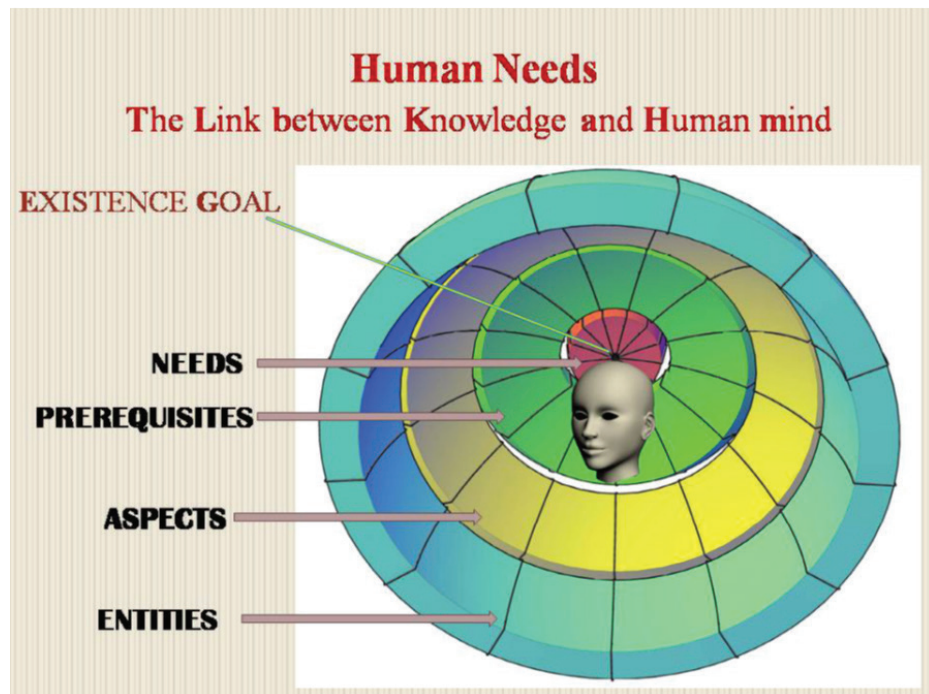 Human Needs
The Link between Knowledge and Human mind
EXISTENCE GOAL
NEEDS
PREREQUISITES
ASPECTS
ENTITIES